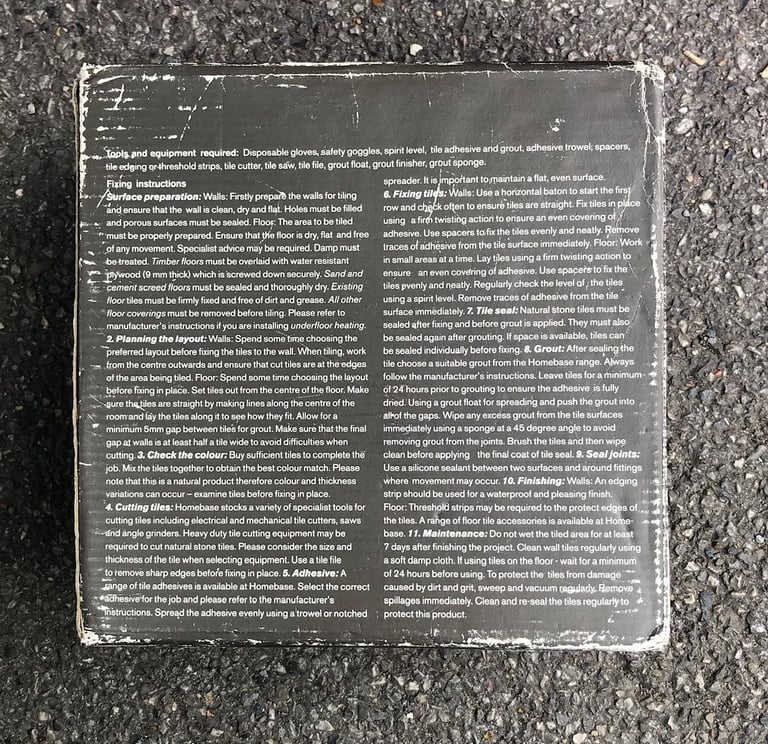 Tools and equipment required: Disposable gloves, safety goggles, spirit level, tile adhesive and grout, adhesive trowel, spacers,
tile edging or threshold strips, tile cutter, tile saw, tile file, grout float, grout finisher, grout sponge.
Fixing instructions
Surface preparation: Walls: Firstly prepare the walls for tiling
and ensure that the wall is clean, dry and flat. Holes must be filled
and porous surfaces must be sealed. Floor: The area to be tiled
must be properly prepared. Ensure that the floor is dry, flat and free
of any movement. Specialist advice may be required. Damp must
be treated. Timber floors must be overlaid with water resistant
plywood (9 mm thick) which is screwed down securely. Sand and
cement screed floors must be sealed and thoroughly dry. Existing
floor tiles must be firmly fixed and free of dirt and grease. All other
floor coverings must be removed before tiling. Please refer to
manufacturer's instructions if you are installing underfloor heating.
2. Planning the layout: Walls: Spend some time choosing the
preferred layout before fixing the tiles to the wall. When tiling, work
from the centre outwards and ensure that cut tiles are at the edges
of the area being tiled. Floor: Spend some time choosing the layout
before fixing in place. Set tiles out from the centre of the floor. Make
sure the tiles are straight by making lines along the centre of the
room and lay the tiles along it to see how they fit. Allow for a
minimum 5mm gap between tiles for grout. Make sure that the final
gap at walls is at least half a tile wide to avoid difficulties when
cutting. 3. Check the colour: Buy sufficient tiles to complete the
job. Mix the tiles together to obtain the best colour match. Please
note that this is a natural product therefore colour and thickness
variations can occur – examine tiles before fixing in place.
4. Cutting tiles: Homebase stocks a variety of specialist tools for
cutting tiles including electrical and mechanical tile cutters, saws
and angle grinders. Heavy duty tile cutting equipment may be
required to cut natural stone tiles. Please consider the size and
thickness of the tile when selecting equipment. Use a tile file
to remove sharp edges before fixing in place. 5. Adhesive: A
range of tile adhesives is available at Homebase. Select the correct
adhesive for the job and please refer to the manufacturer's
instructions. Spread the adhesive evenly using a trowel or notched
spreader. It is important to maintain a flat, even surface.
6. Fixing tiles: Walls: Use a horizontal baton to start the first
row and check often to ensure tiles are straight. Fix tiles in place
using a firm twisting action to ensure an even covering of
adhesive. Use spacers to fix the tiles evenly and neatly. Remove
traces of adhesive from the tile surface immediately. Floor: Work
in small areas at a time. Lay tiles using a firm twisting action to
ensure an even covering of adhesive. Use spacers to fix the
tiles evenly and neatly. Regularly check the level of the tiles
using a spirit level. Remove traces of adhesive from the tile
surface immediately. 7. Tile seal: Natural stone tiles must be
sealed after fixing and before grout is applied. They must also
be sealed again after grouting. If space is available, tiles can
be sealed individually before fixing. 8. Grout: After sealing the
tile choose a suitable grout from the Homebase range. Always
follow the manufacturer's instructions. Leave tiles for a minimum
of 24 hours prior to grouting to ensure the adhesive is fully
dried. Using a grout float for spreading and push the grout into
all of the gaps. Wipe any excess grout from the tile surfaces
immediately using a sponge at a 45 degree angle to avoid
removing grout from the joints. Brush the tiles and then wipe
clean before applying the final coat of tile seal. 9. Seal joints:
Use a silicone sealant between two surfaces and around fittings
where movement may occur. 10. Finishing: Walls: An edging
strip should be used for a waterproof and pleasing finish.
Floor: Threshold strips may be required to protect the edges of
the tiles. A range of floor tile accessories is available at Home-
base. 11. Maintenance: Do not wet the tiled area for at least
7 days after finishing the project. Clean wall tiles regularly using
a soft damp cloth. If using tiles on the floor - wait for a minimum
of 24 hours before using. To protect the tiles from damage
caused by dirt and grit, sweep and vacuum regularly. Remove
spillages immediately. Clean and re-seal the tiles regularly to
protect this product.